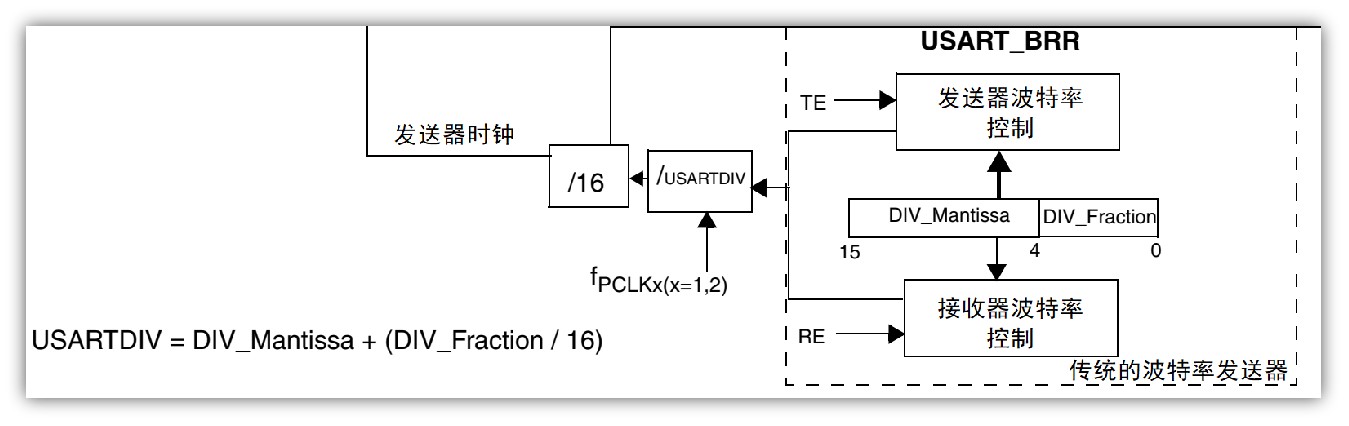 USART_BRR
TE
发送器波特率
控制
发送器时钟
/16
/USARTDIV
DIV_Mantissa
DIV_Fraction
15
4
0
fPCLKx(x=1,2)
接收器波特率
控制
RE
USARTDIV = DIV_Mantissa + (DIV_Fraction / 16)
传统的波特率发送器